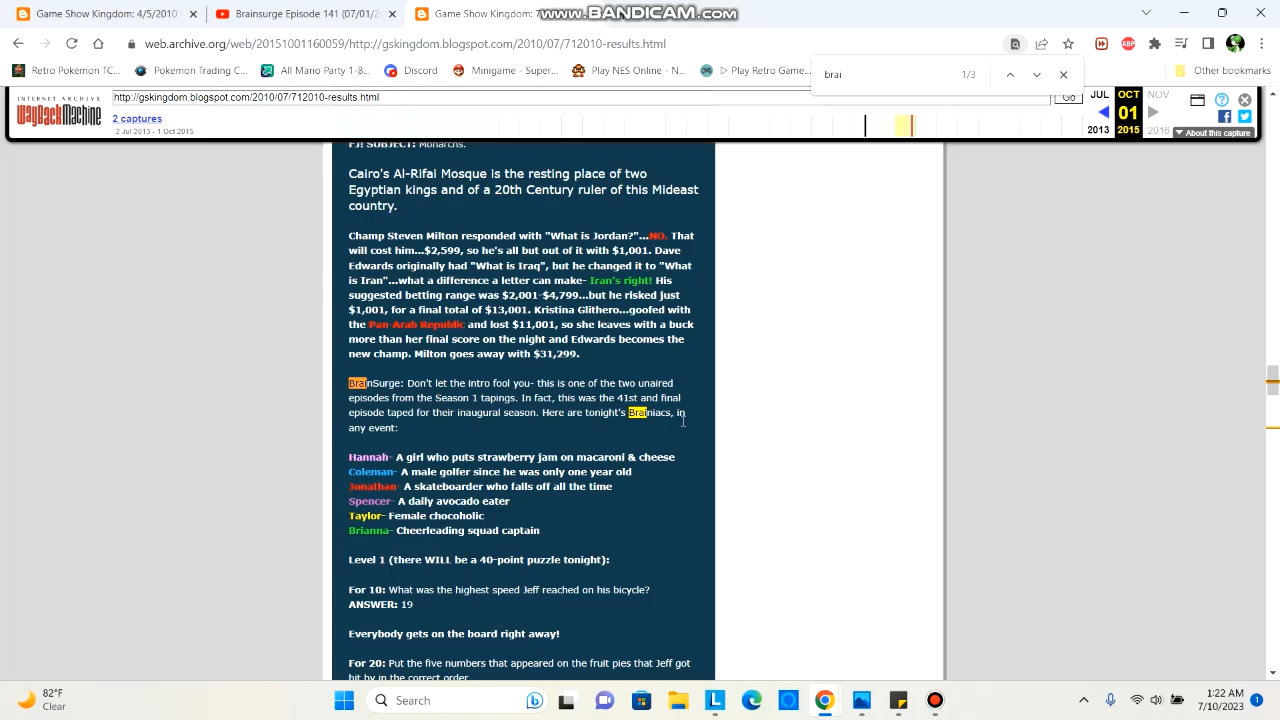 www.BANDICAM.com
Game Show Kingdom: 4/5/2010
Brainsurge Episode 141 (07/01/2
Game Show Kingdom: 7
web.archive.org/web/20151001160059/http://gskingdom.blogspot.com/2010/07/712010-results.html
ABP
Retro Pokémon TC...
Pokemon Trading C...
All Mario Party 1-8...
Discord
Minigame - Super...
Play NES Online - N...
▷ Play Retro Game...
Other bookmarks
brai
1/3
INTERNET ARCHIVE
WayBackMachine
http://gskingdom.blogspot.com/2010/07/712010-results.html
Go
JUL OCT NOV
2 captures
01
2 Jul 2013 - 1 Oct 2015
2013 2015 2016
About this capture
FJ! SUBJECT: Monarchs.
Cairo's Al-Rifai Mosque is the resting place of two
Egyptian kings and of a 20th Century ruler of this Mideast
country.
Champ Steven Milton responded with "What is Jordan?"...NO. That
will cost him...$2,599, so he's all but out of it with $1,001. Dave
Edwards originally had "What is Iraq", but he changed it to "What
is Iran"...what a difference a letter can make- Iran's right! His
suggested betting range was $2,001-$4,799...but he risked just
$1,001, for a final total of $13,001. Kristina Glithero...goofed with
the Pan-Arab Republic and lost $11,001, so she leaves with a buck
more than her final score on the night and Edwards becomes the
new champ. Milton goes away with $31,299.
BrainSurge: Don't let the intro fool you- this is one of the two unaired
episodes from the Season 1 tapings. In fact, this was the 41st and final
episode taped for their inaugural season. Here are tonight's Brainiacs, in
any event:
Hannah- A girl who puts strawberry jam on macaroni & cheese
Coleman- A male golfer since he was only one year old
Jonathan- A skateboarder who falls off all the time
Spencer- A daily avocado eater
Taylor- Female chocoholic
Brianna- Cheerleading squad captain
Level 1 (there WILL be a 40-point puzzle tonight):
For 10: What was the highest speed Jeff reached on his bicycle?
ANSWER: 19
Everybody gets on the board right away!
For 20: Put the five numbers that appeared on the fruit pies that Jeff got
hit by in the correct order.
82°F
Clear
Search
1:82 AM
7/10/2023
1